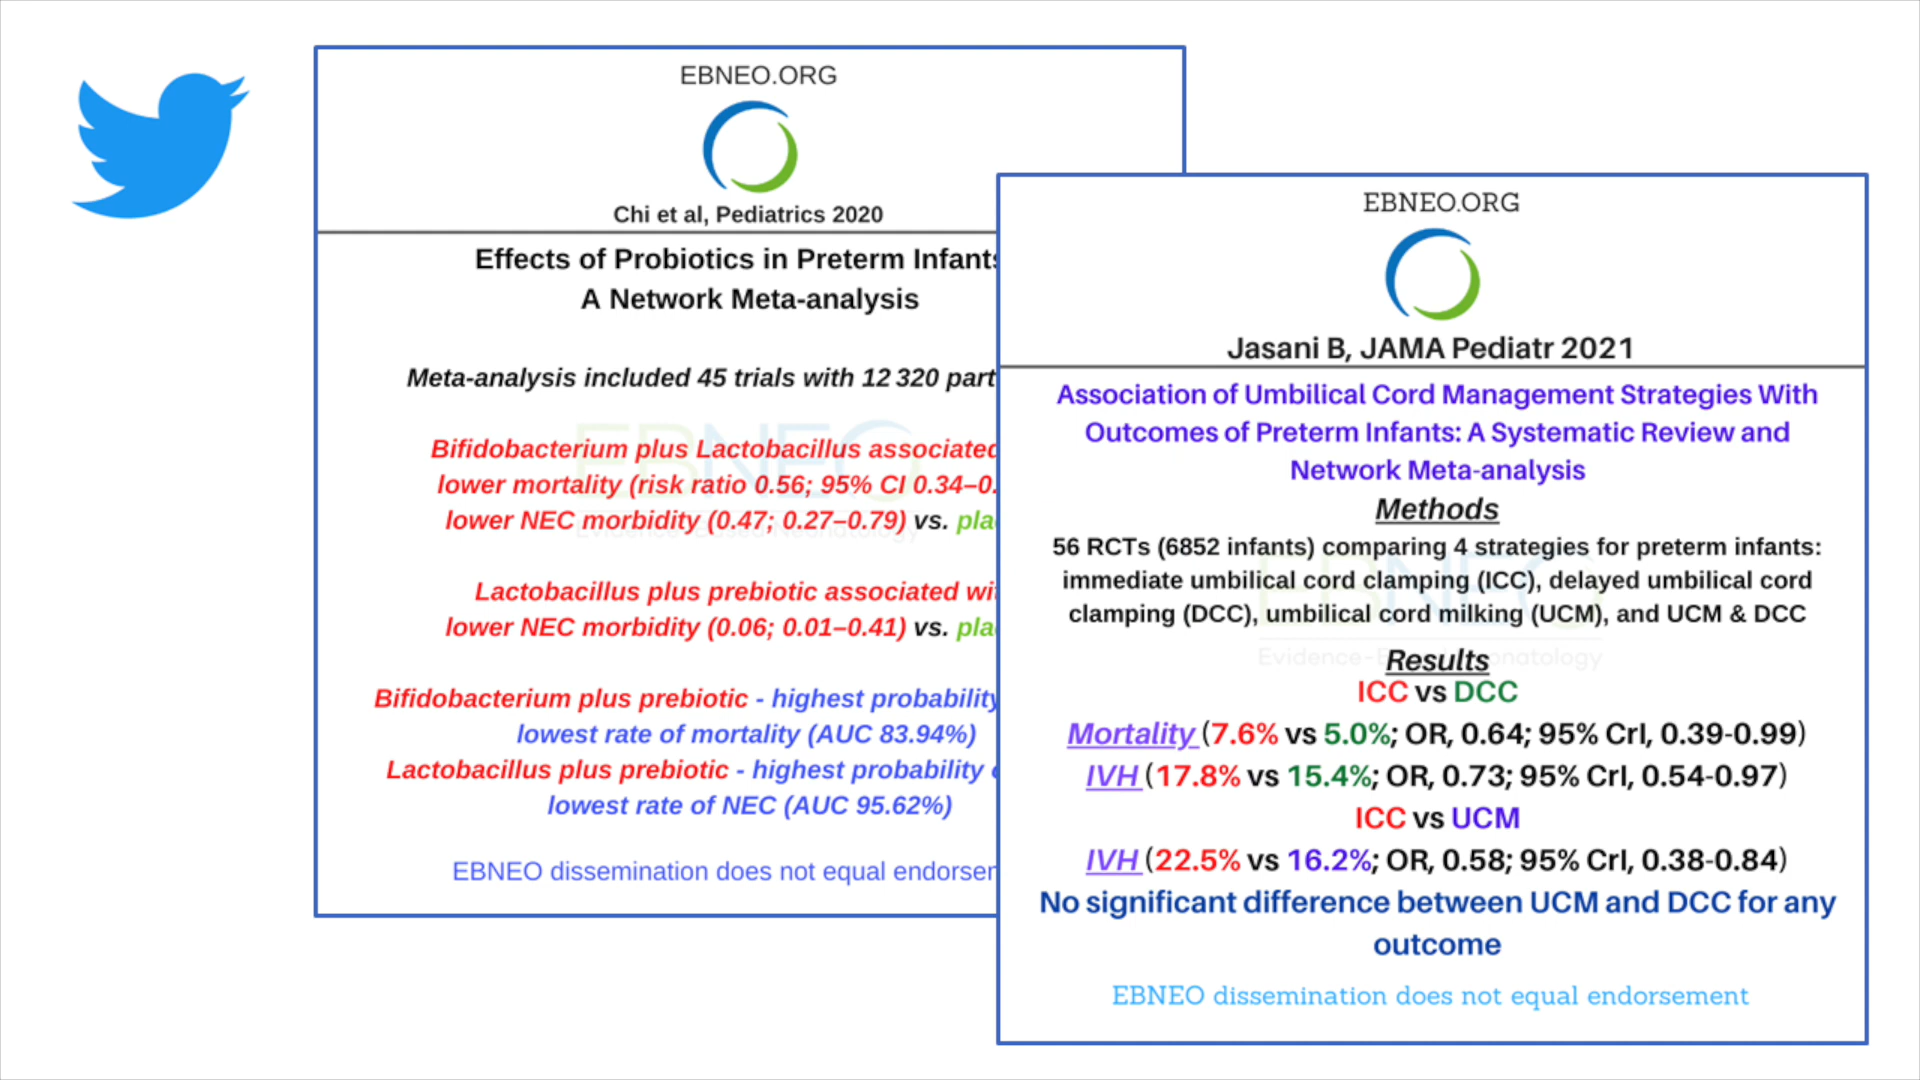 EBNEO.ORG
Chi et al, Pediatrics 2020
Effects of Probiotics in Preterm Infants
A Network Meta-analysis
Meta-analysis included 45 trials with 12 320
Bifidobacterium plus Lactobacillus associated
lower mortality (risk ratio 0.56; 95% CI 0.34–0.
lower NEC morbidity (0.47; 0.27–0.79) vs.
Lactobacillus plus prebiotic associated
lower NEC morbidity (0.06; 0.01–0.41) vs.
Bifidobacterium plus prebiotic - highest probability
lowest rate of mortality (AUC 83.94%)
Lactobacillus plus prebiotic - highest probability
lowest rate of NEC (AUC 95.62%)
EBNEO dissemination does not equal
EBNEO.ORG
Jasani B, JAMA Pediatr 2021
Association of Umbilical Cord Management Strategies With
Outcomes of Preterm Infants: A Systematic Review and
Network Meta-analysis
Methods
56 RCTs (6852 infants) comparing 4 strategies for preterm infants:
immediate umbilical cord clamping (ICC), delayed umbilical cord
clamping (DCC), umbilical cord milking (UCM), and UCM & DCC
Results
ICC vs DCC
Mortality (7.6% vs 5.0%; OR, 0.64; 95% CrI, 0.39-0.99)
IVH (17.8% vs 15.4%; OR, 0.73; 95% CrI, 0.54-0.97)
ICC vs UCM
IVH (22.5% vs 16.2%; OR, 0.58; 95% CrI, 0.38-0.84)
No significant difference between UCM and DCC for any
outcome
EBNEO dissemination does not equal endorsement